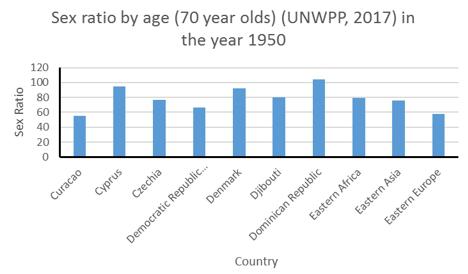 Sex ratio by age (70 year olds) (UNWPP, 2017) in
the year 1950
120
100
80
60
40
20
0
Sex Ratio
Curacao
Cyprus
Czechia
Democratic Republic...
Denmark
Djibouti
Dominican Republic
Eastern Africa
Eastern Asia
Eastern Europe
Country